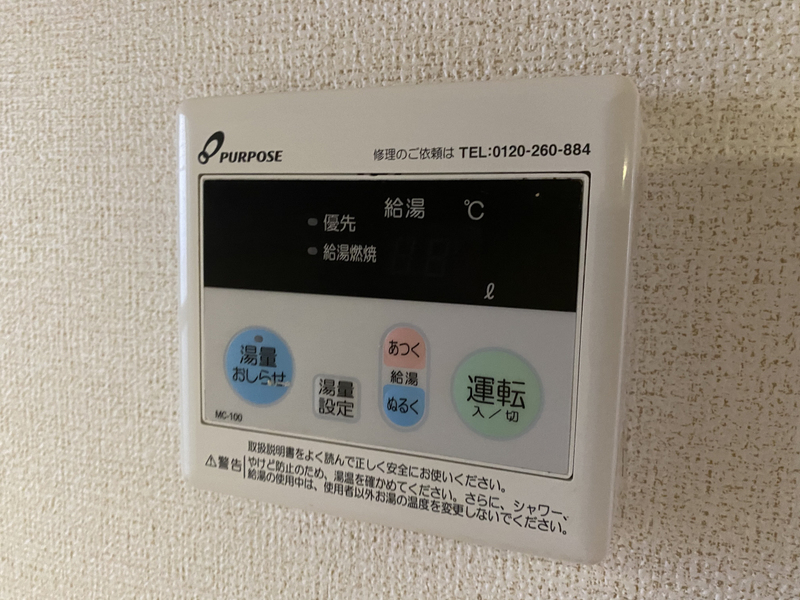 PURPOSE
修理のご依頼は TEL:0120-260-884
給湯 ℃
優先
給湯燃焼
ℓ
湯量
おしらせ
湯量
設定
あつく
給湯
ぬるく
運転
入／切
MC-100
⚠警告
取扱説明書をよく読んで正しく安全にお使いください。
やけど防止のため、湯温を確かめてください。さらに、シャワー、
給湯の使用中は、使用者以外お湯の温度を変更しないでください。